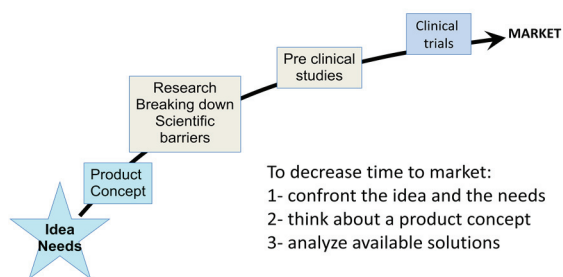 Clinical
trials
MARKET
Pre clinical
studies
Research
Breaking down
Scientific
barriers
Product
Concept
Idea
Needs
To decrease time to market:
1- confront the idea and the needs
2- think about a product concept
3- analyze available solutions